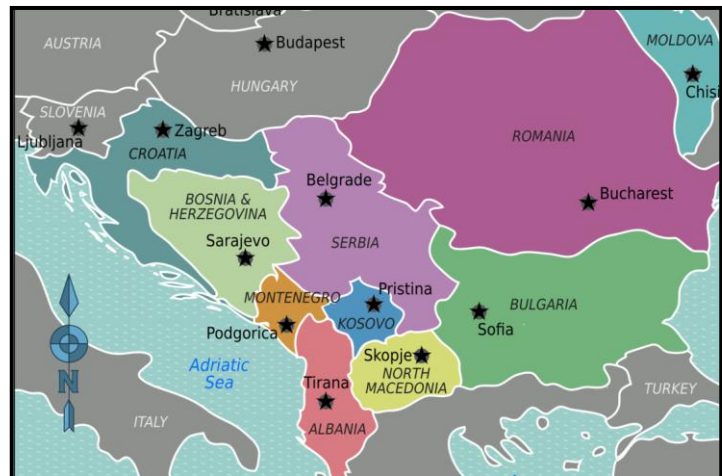 Bratislava
AUSTRIA
Budapest
MOLDOVA
HUNGARY
Chisi
SLOVENIA
Ljubljana
Zagreb
CROATIA
ROMANIA
Belgrade
BOSNIA &
HERZEGOVINA
Bucharest
Sarajevo
SERBIA
MONTENEGRO
Pristina
BULGARIA
KOSOVO
Podgorica
Sofia
Skopje
Adriatic
Sea
NORTH
MACEDONIA
Tirana
TURKEY
N
ITALY
ALBANIA